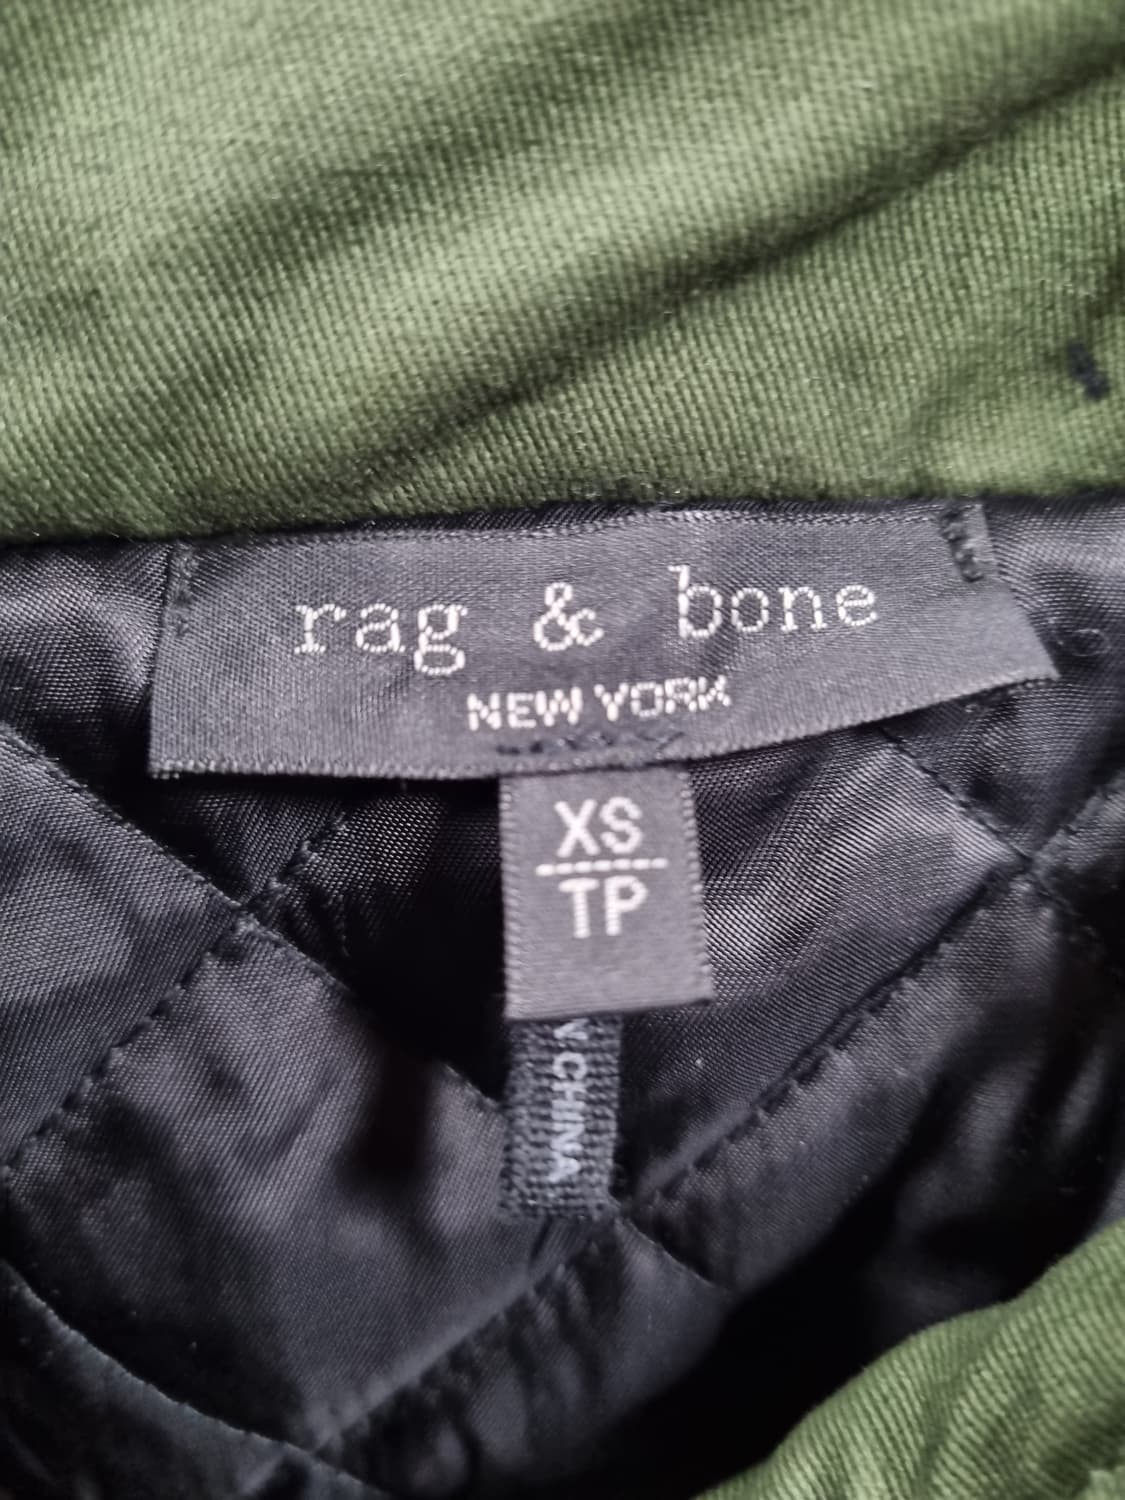 rag & bone
NEW YORK
XS
TP
CHINA